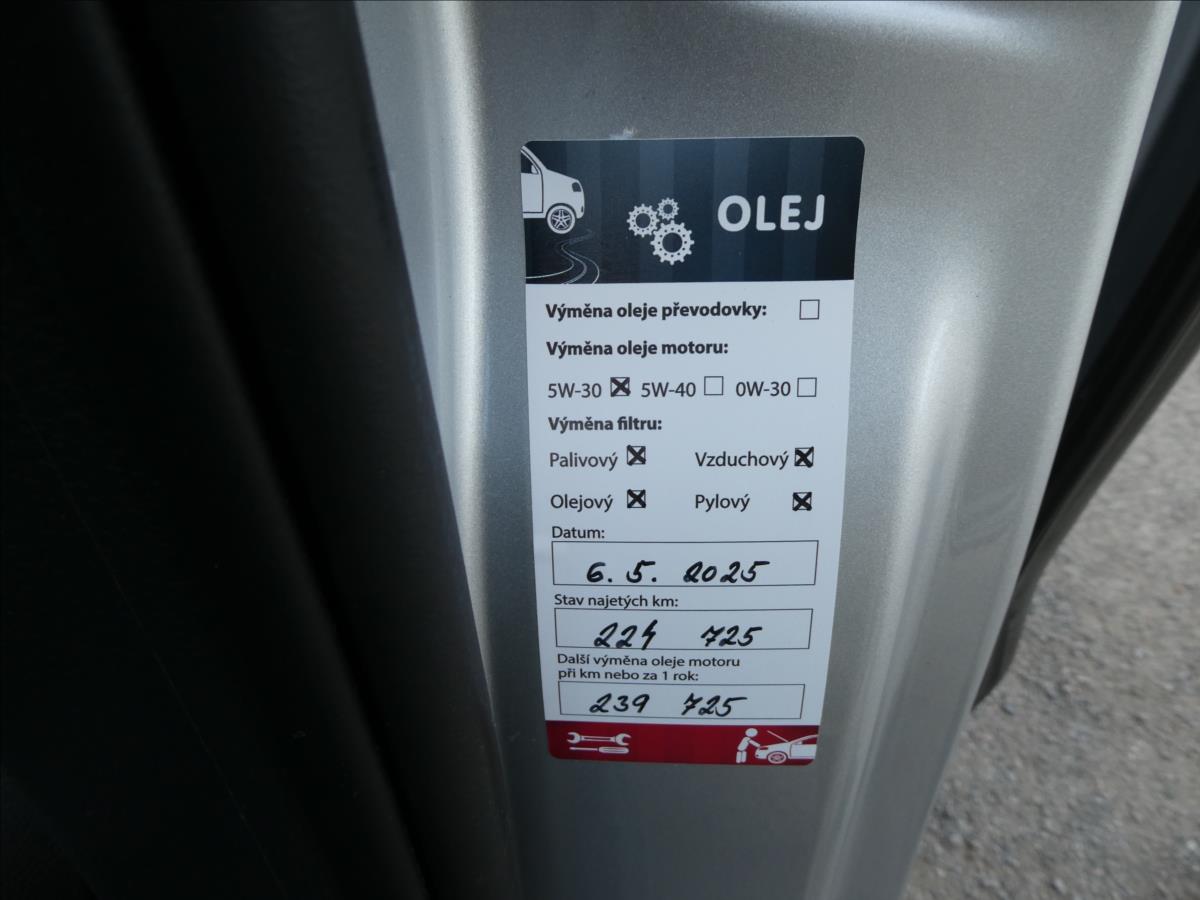 OLEJ
Výměna oleje převodovky:
Výměna oleje motoru:
5W-30 5W-40 0W-30
Výměna filtru:
Palivový Vzduchový
Olejový Pylový
Datum:
6. 5. 2025
Stav najetých km:
224 725
Další výměna oleje motoru
při km nebo za 1 rok:
239 725